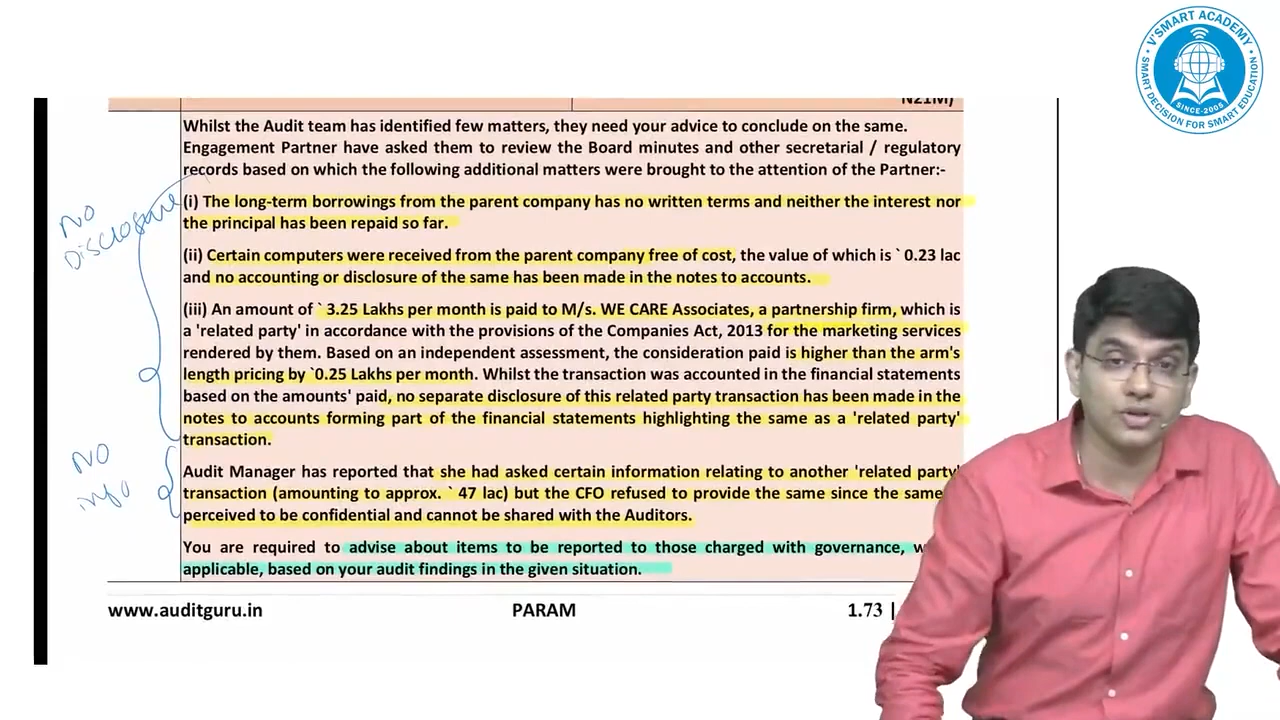 V'SMART ACADEMY
SINCE-2005
SMART DECISION FOR SMART EDUCATION
N21M)
Whilst the Audit team has identified few matters, they need your advice to conclude on the same.
Engagement Partner have asked them to review the Board minutes and other secretarial / regulatory
records based on which the following additional matters were brought to the attention of the Partner:-
(i) The long-term borrowings from the parent company has no written terms and neither the interest nor
the principal has been repaid so far.
NO
DISCLOSURE
(ii) Certain computers were received from the parent company free of cost, the value of which is ` 0.23 lac
and no accounting or disclosure of the same has been made in the notes to accounts.
(iii) An amount of ` 3.25 Lakhs per month is paid to M/s. WE CARE Associates, a partnership firm, which is
a 'related party' in accordance with the provisions of the Companies Act, 2013 for the marketing services
rendered by them. Based on an independent assessment, the consideration paid is higher than the arm's
length pricing by `0.25 Lakhs per month. Whilst the transaction was accounted in the financial statements
based on the amounts' paid, no separate disclosure of this related party transaction has been made in the
notes to accounts forming part of the financial statements highlighting the same as a 'related party'
transaction.
NO
info
Audit Manager has reported that she had asked certain information relating to another 'related party'
transaction (amounting to approx. ` 47 lac) but the CFO refused to provide the same since the same
perceived to be confidential and cannot be shared with the Auditors.
You are required to advise about items to be reported to those charged with governance,
applicable, based on your audit findings in the given situation.
www.auditguru.in PARAM 1.73 |